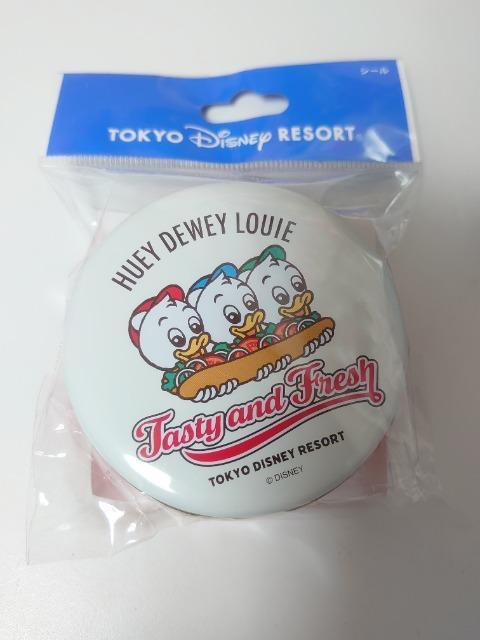 シール
TOKYO Disney RESORT®
HUEY DEWEY LOUIE
Tasty and Fresh
TOKYO DISNEY RESORT
© DISNEY